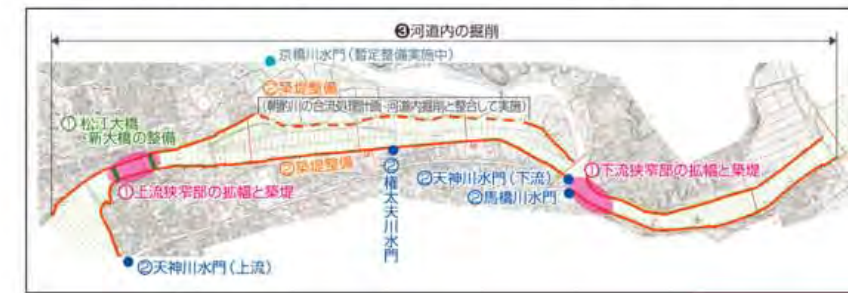 ❸河道内の掘削
京橋川水門(暫定整備実施中)
②築堤整備
(朝酌川の合流処理計画・河道内掘削と整合して実施)
①松江大橋
新大橋の整備
①上流狭窄部の拡幅と築堤
②築堤整備
②権太夫川水門
②天神川水門(下流)
②馬橋川水門
①下流狭窄部の拡幅と築堤
②天神川水門(上流)